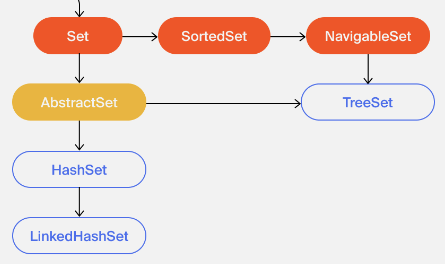 Set
SortedSet
NavigableSet
AbstractSet
TreeSet
HashSet
LinkedHashSet